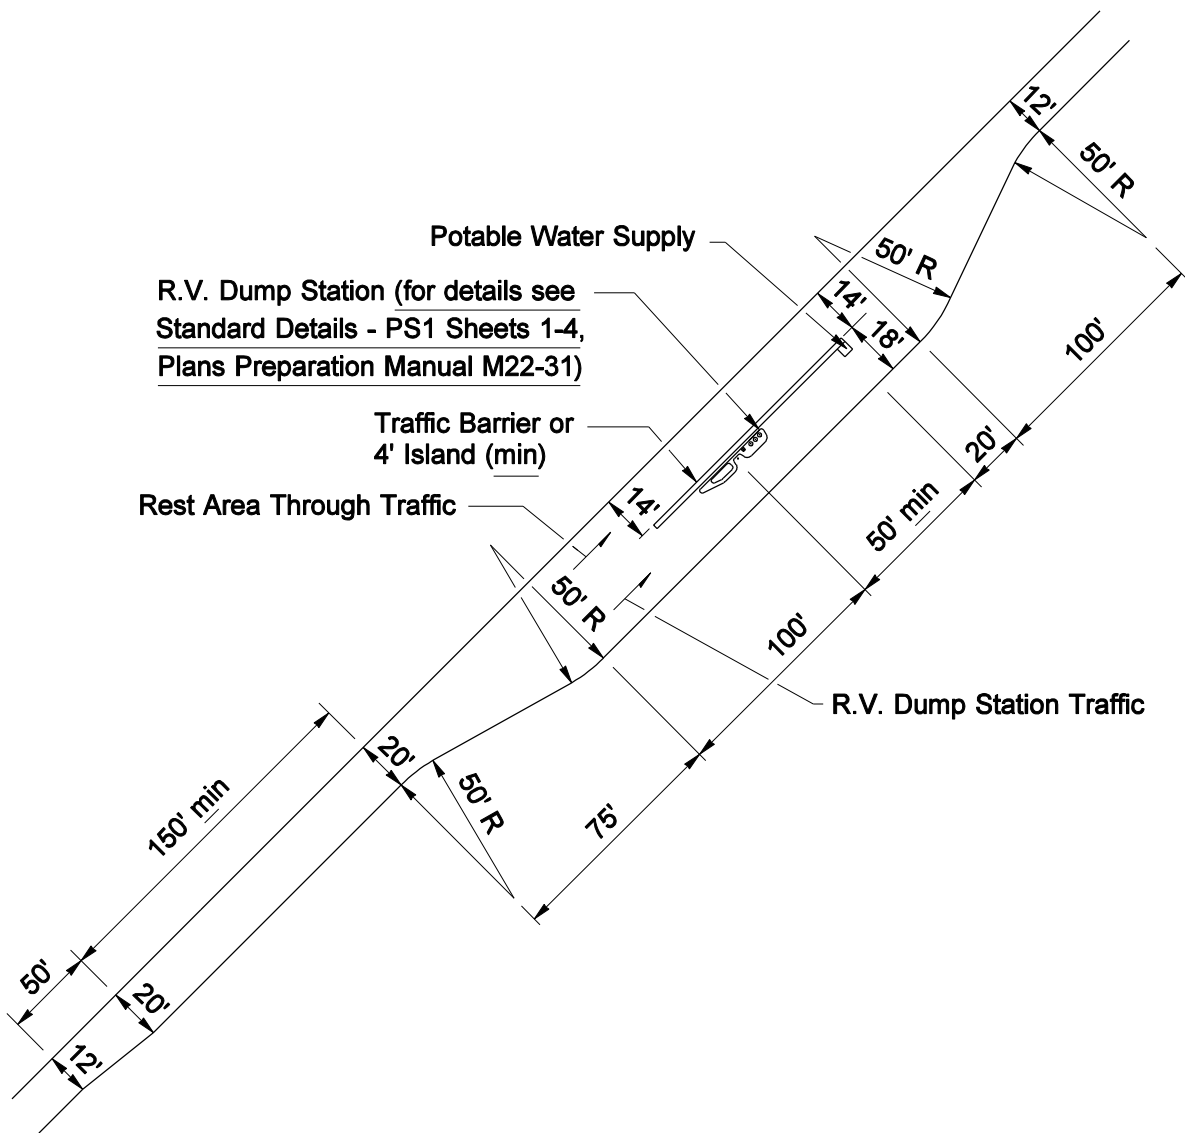 12'
50' R
Potable Water Supply
50' R
R.V. Dump Station (for details see
Standard Details - PS1 Sheets 1-4,
Plans Preparation Manual M22-31)
14'
18'
100'
Traffic Barrier or
4' Island (min)
20'
Rest Area Through Traffic
14'
50' min
50' R
100'
R.V. Dump Station Traffic
20'
50' R
75'
150' min
50'
20'
12'